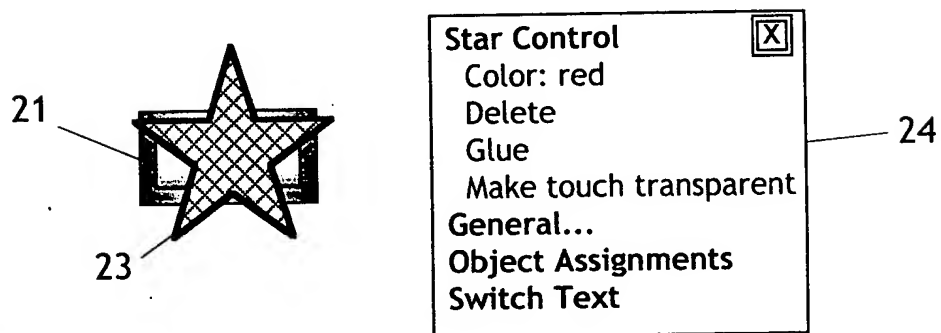 21
23
Star Control X
Color: red
Delete
Glue
Make touch transparent
General...
Object Assignments
Switch Text
24